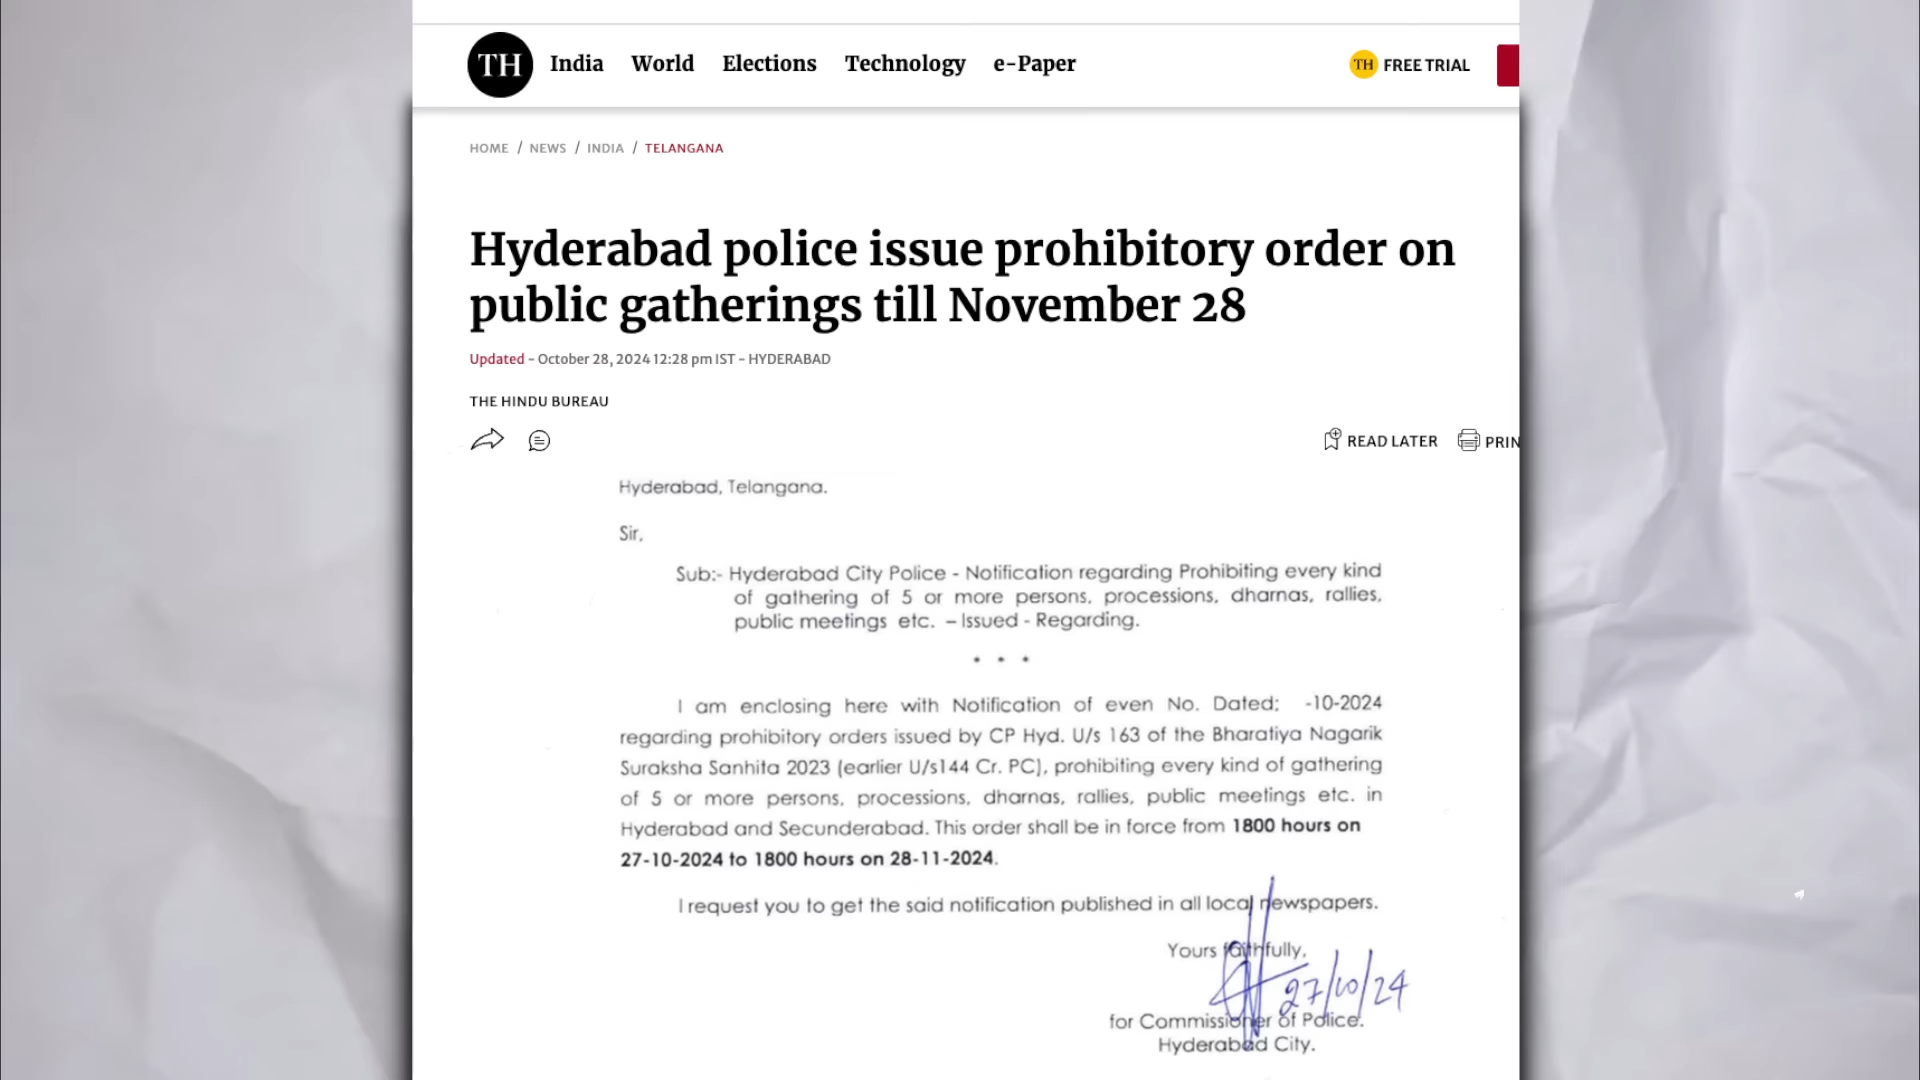 TH India World Elections Technology e-Paper TH FREE TRIAL
HOME / NEWS / INDIA / TELANGANA
Hyderabad police issue prohibitory order on
public gatherings till November 28
Updated - October 28, 2024 12:28 pm IST - HYDERABAD
THE HINDU BUREAU
READ LATER PRIN
Hyderabad, Telangana.
Sir,
Sub:- Hyderabad City Police - Notification regarding Prohibiting every kind
of gathering of 5 or more persons, processions, dharnas, rallies,
public meetings etc. – Issued - Regarding.
* * *
I am enclosing here with Notification of even No. Dated: -10-2024
regarding prohibitory orders issued by CP Hyd. U/s 163 of the Bharatiya Nagarik
Suraksha Sanhita 2023 (earlier U/s144 Cr. PC), prohibiting every kind of gathering
of 5 or more persons, processions, dharnas, rallies, public meetings etc. in
Hyderabad and Secunderabad. This order shall be in force from 1800 hours on
27-10-2024 to 1800 hours on 28-11-2024.
I request you to get the said notification published in all local newspapers.
Yours faithfully,
27/10/24
for Commissioner of Police.
Hyderabad City.